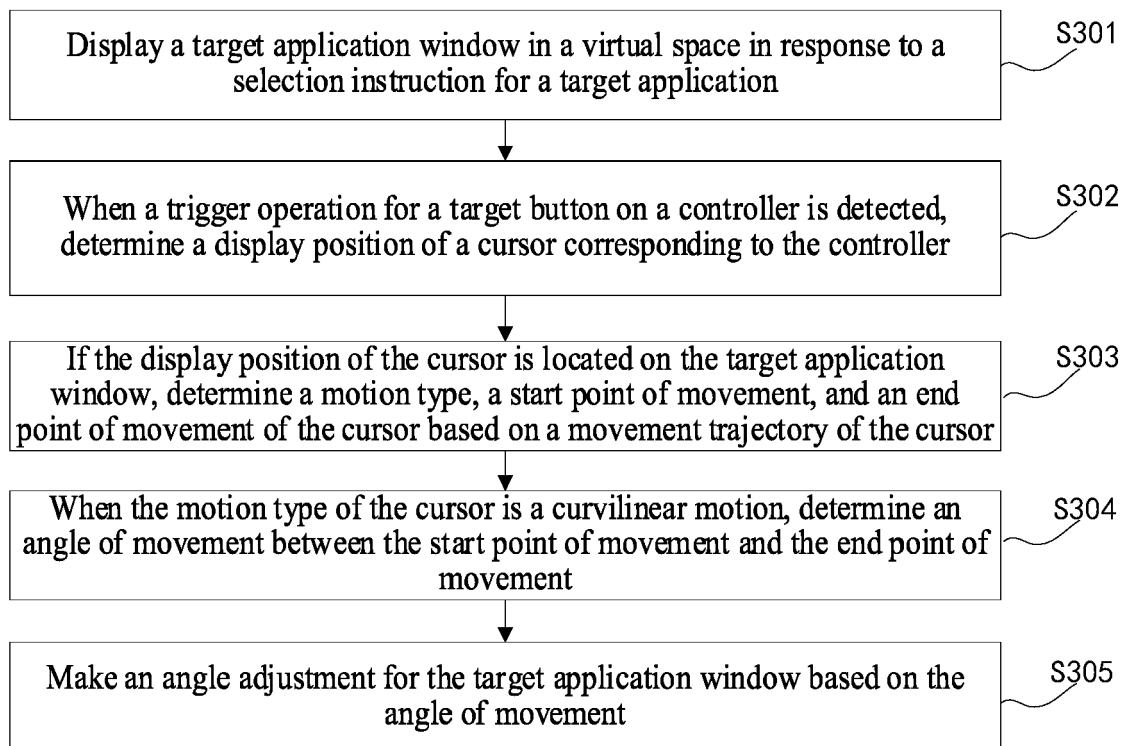 Display a target application window in a virtual space in response to a
selection instruction for a target application
S301
When a trigger operation for a target button on a controller is detected,
determine a display position of a cursor corresponding to the controller
S302
If the display position of the cursor is located on the target application
window, determine a motion type, a start point of movement, and an end
point of movement of the cursor based on a movement trajectory of the cursor
S303
When the motion type of the cursor is a curvilinear motion, determine an
angle of movement between the start point of movement and the end point of
movement
S304
Make an angle adjustment for the target application window based on the
angle of movement
S305